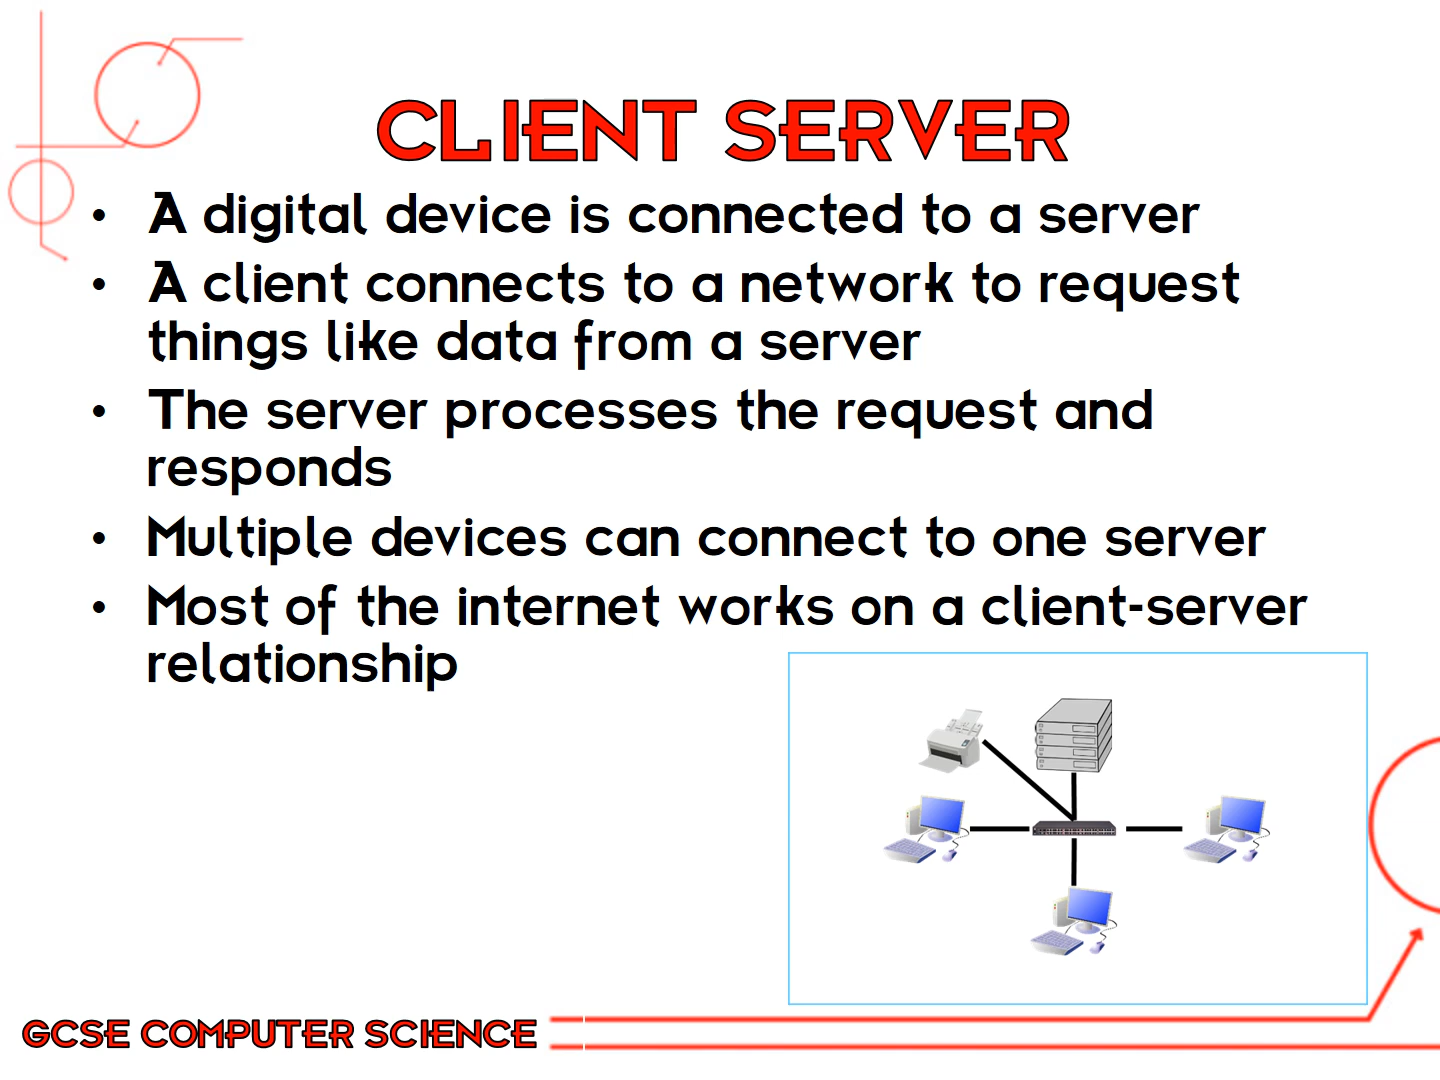 CLIENT SERVER
• A digital device is connected to a server
• A client connects to a network to request
things like data from a server
• The server processes the request and
responds
• Multiple devices can connect to one server
• Most of the internet works on a client-server
relationship
GCSE COMPUTER SCIENCE